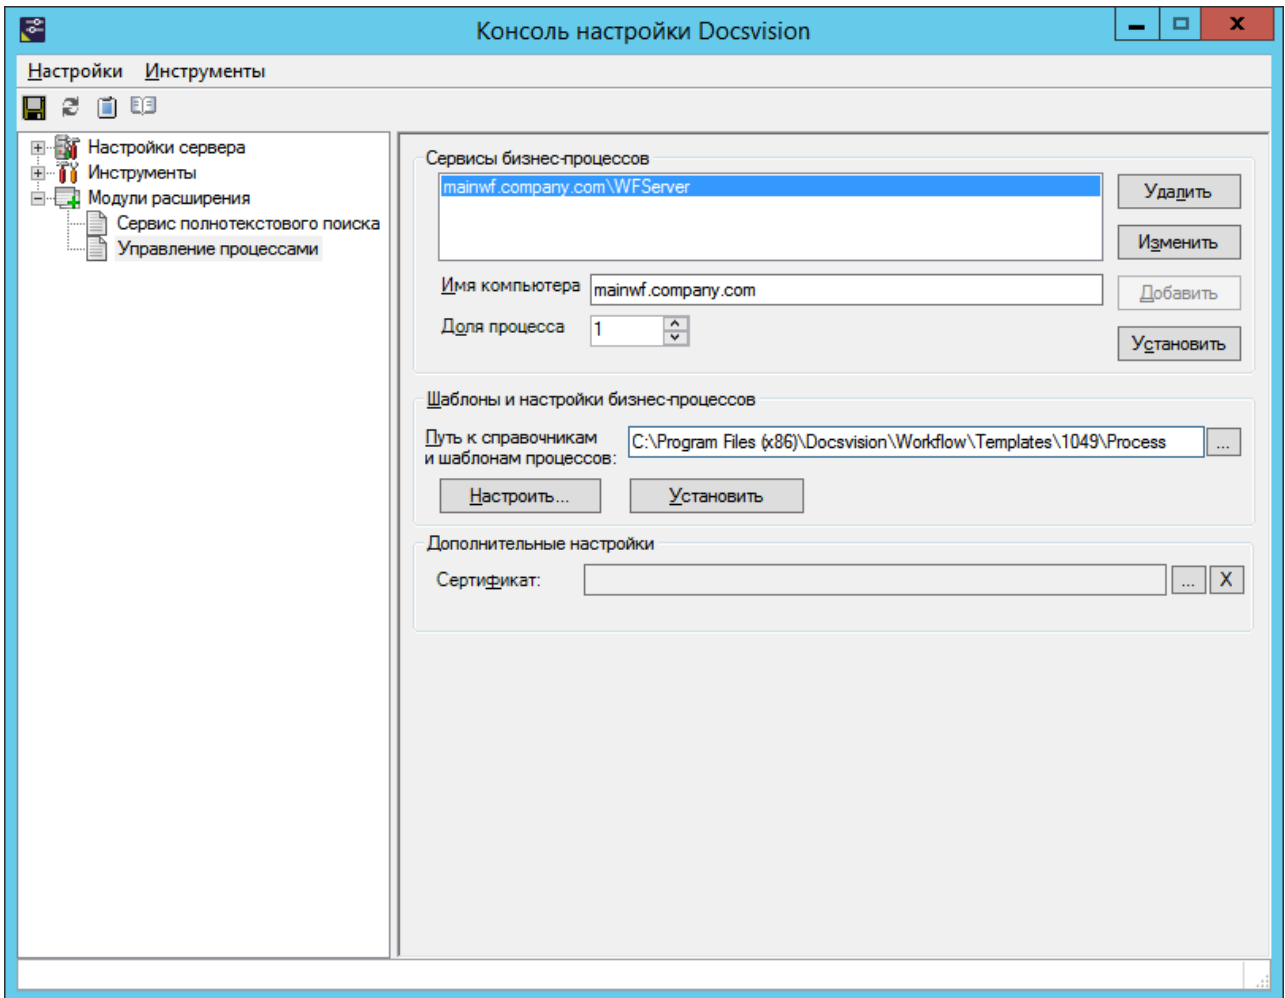 Консоль настройки Docsvision
Настройки Инструменты
Настройки сервера
Инструменты
Модули расширения
Сервис полнотекстового поиска
Управление процессами
Сервисы бизнес-процессов
mainwf.company.com\WFServer
Удалить
Изменить
Имя компьютера mainwf.company.com
Добавить
Доля процесса 1
Установить
Шаблоны и настройки бизнес-процессов
Путь к справочникам
и шаблонам процессов:
C:\Program Files (x86)\Docsvision\Workflow\Templates\1049\Process ...
Настроить... Установить
Дополнительные настройки
Сертификат: ... X